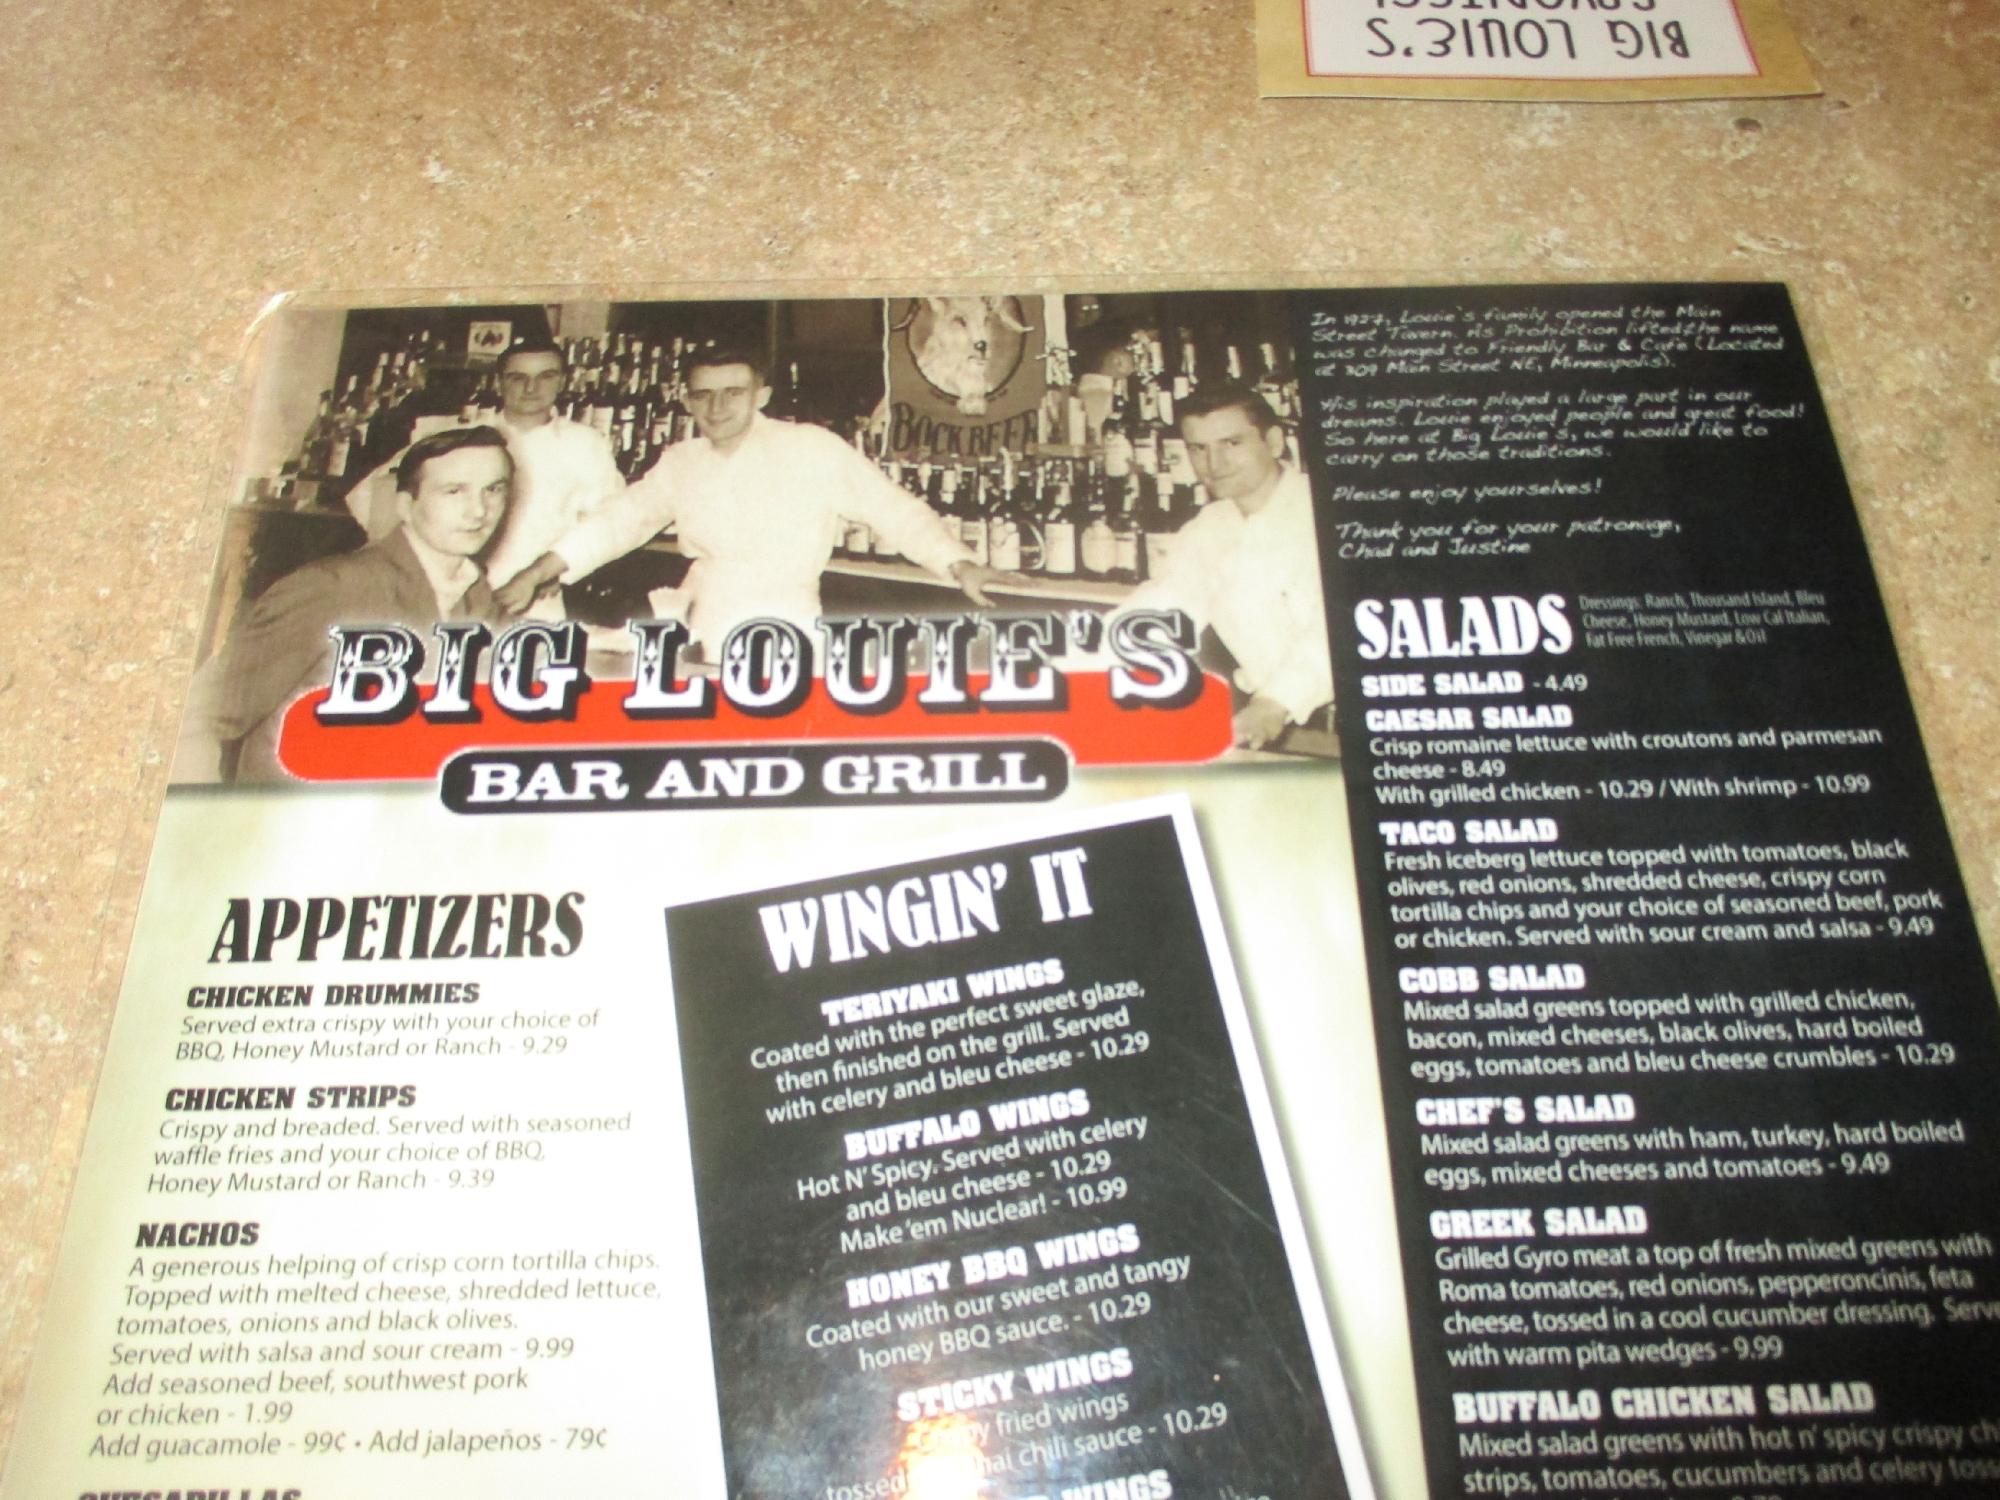 BIG LOUIE'S
BOCK BEER
BIG LOUIE'S
BAR AND GRILL
In 1927, Louie's family opened the Main
Street Tavern. As Prohibition lifted the name
was changed to Friendly Bar & Cafe (Located
at 309 Main Street NE, Minneapolis).
His inspiration played a large part in our
dreams. Louie enjoyed people and great food!
So here at Big Louie's, we would like to
carry on those traditions.
Please enjoy yourselves!
Thank you for your patronage,
Chad and Justine
APPETIZERS
CHICKEN DRUMMIES
Served extra crispy with your choice of
BBQ, Honey Mustard or Ranch - 9.29
CHICKEN STRIPS
Crispy and breaded. Served with seasoned
waffle fries and your choice of BBQ,
Honey Mustard or Ranch - 9.39
NACHOS
A generous helping of crisp corn tortilla chips.
Topped with melted cheese, shredded lettuce,
tomatoes, onions and black olives.
Served with salsa and sour cream - 9.99
Add seasoned beef, southwest pork
or chicken - 1.99
Add guacamole - 99¢ • Add jalapeños - 79¢
QUESADILLAS
WINGIN' IT
TERIYAKI WINGS
Coated with the perfect sweet glaze,
then finished on the grill. Served
with celery and bleu cheese - 10.29
BUFFALO WINGS
Hot N' Spicy. Served with celery
and bleu cheese - 10.29
Make 'em Nuclear! - 10.99
HONEY BBQ WINGS
Coated with our sweet and tangy
honey BBQ sauce. - 10.29
STICKY WINGS
fried wings
tossed chili sauce - 10.29
WINGS
SALADS
Dressings: Ranch, Thousand Island, Bleu
Cheese, Honey Mustard, Low Cal Italian,
Fat Free French, Vinegar & Oil
SIDE SALAD - 4.49
CAESAR SALAD
Crisp romaine lettuce with croutons and parmesan
cheese - 8.49
With grilled chicken - 10.29 / With shrimp - 10.99
TACO SALAD
Fresh iceberg lettuce topped with tomatoes, black
olives, red onions, shredded cheese, crispy corn
tortilla chips and your choice of seasoned beef, pork
or chicken. Served with sour cream and salsa - 9.49
COBB SALAD
Mixed salad greens topped with grilled chicken,
bacon, mixed cheeses, black olives, hard boiled
eggs, tomatoes and bleu cheese crumbles - 10.29
CHEF'S SALAD
Mixed salad greens with ham, turkey, hard boiled
eggs, mixed cheeses and tomatoes - 9.49
GREEK SALAD
Grilled Gyro meat a top of fresh mixed greens with
Roma tomatoes, red onions, pepperoncinis, feta
cheese, tossed in a cool cucumber dressing. Serve
with warm pita wedges - 9.99
BUFFALO CHICKEN SALAD
Mixed salad greens with hot n' spicy crispy ch
strips, tomatoes, cucumbers and celery toss